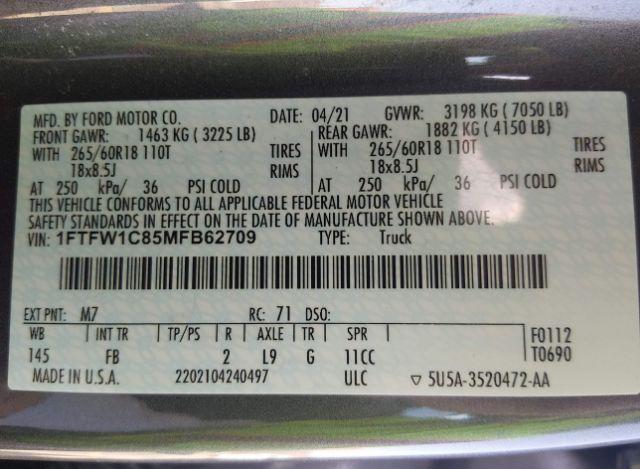 MFD. BY FORD MOTOR CO. DATE: 04/21 GVWR: 3198 KG ( 7050 LB)
FRONT GAWR: 1463 KG ( 3225 LB) REAR GAWR: 1882 KG ( 4150 LB)
WITH 265/60R18 110T TIRES WITH 265/60R18 110T TIRES
18x8.5J RIMS 18x8.5J RIMS
AT 250 kPa/ 36 PSI COLD AT 250 kPa/ 36 PSI COLD
THIS VEHICLE CONFORMS TO ALL APPLICABLE FEDERAL MOTOR VEHICLE
SAFETY STANDARDS IN EFFECT ON THE DATE OF MANUFACTURE SHOWN ABOVE.
VIN: 1FTFW1C85MFB62709 TYPE: Truck
EXT PNT: M7 RC: 71 DSO:
WB INT TR TP/PS R AXLE TR SPR F0112
145 FB 2 L9 G 11CC T0690
MADE IN U.S.A. 2202104240497 ULC ▽ 5U5A-3520472-AA